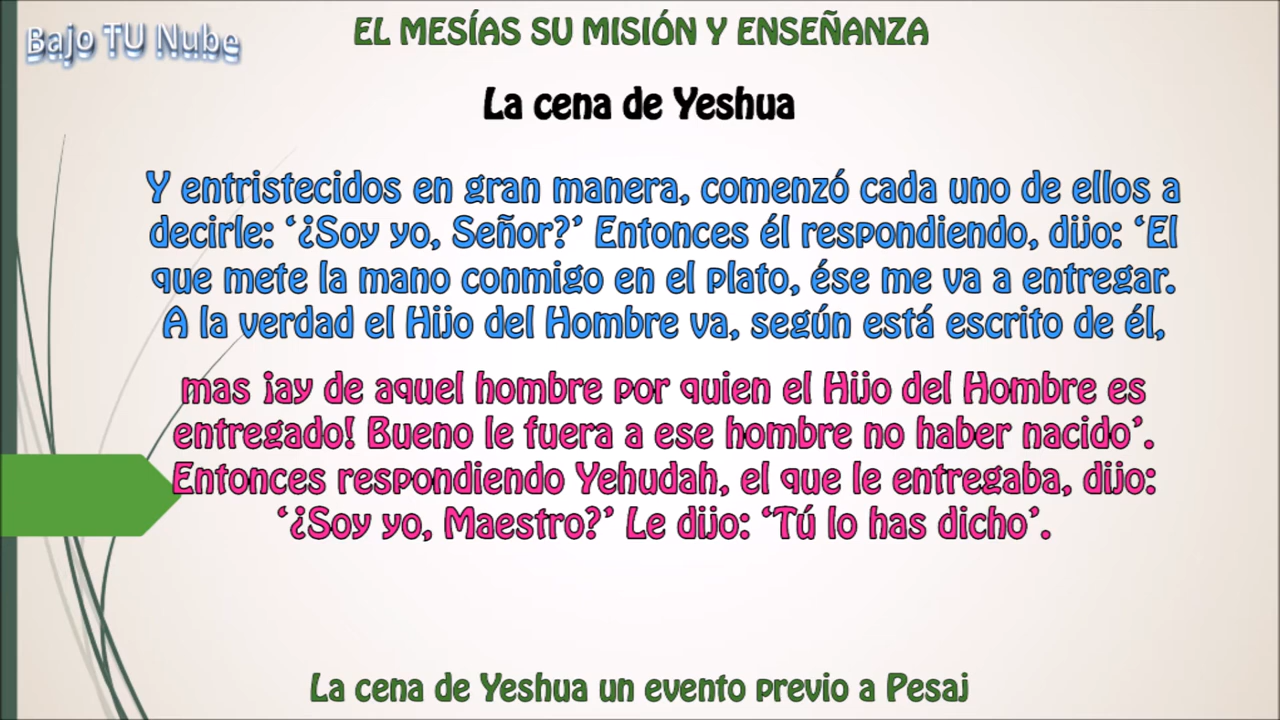 Bajo TU Nube
EL MESÍAS SU MISIÓN Y ENSEÑANZA
La cena de Yeshua
Y entristecidos en gran manera, comenzó cada uno de ellos a
decirle: ‘¿Soy yo, Señor?’ Entonces él respondiendo, dijo: ‘El
que mete la mano conmigo en el plato, ése me va a entregar.
A la verdad el Hijo del Hombre va, según está escrito de él,
mas ¡ay de aquel hombre por quien el Hijo del Hombre es
entregado! Bueno le fuera a ese hombre no haber nacido’.
Entonces respondiendo Yehudah, el que le entregaba, dijo:
‘¿Soy yo, Maestro?’ Le dijo: ‘Tú lo has dicho’.
La cena de Yeshua un evento previo a Pesaj